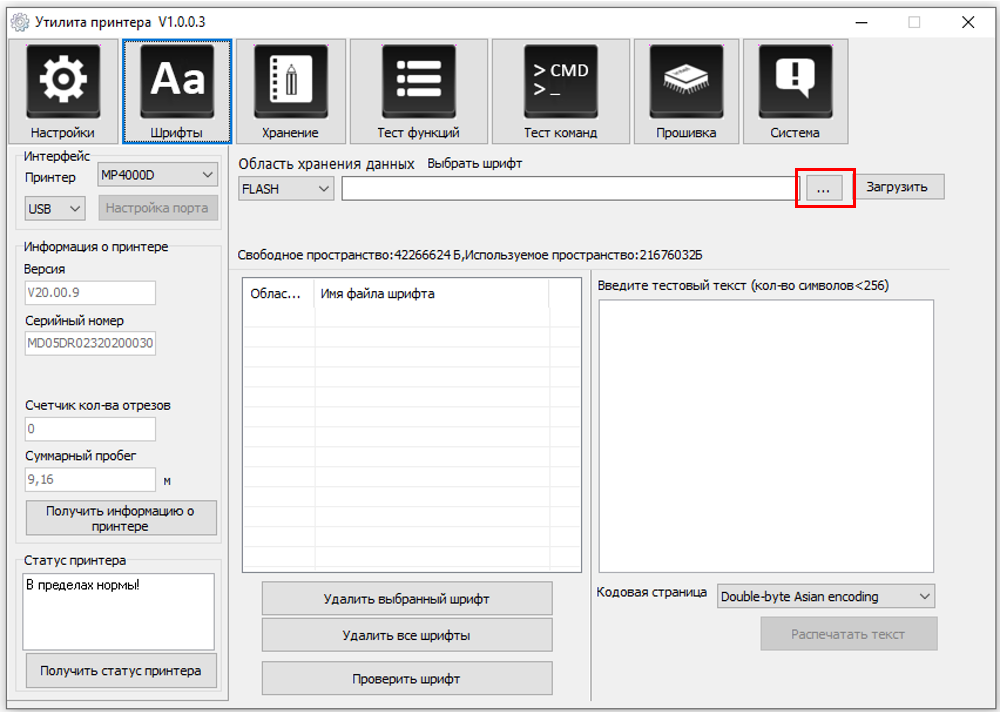 Утилита принтера V1.0.0.3
Aa
> CMD
>_
Настройки
Шрифты
Хранение
Тест функций
Тест команд
Прошивка
Система
Интерфейс
Принтер
MP4000D
USB
Настройка порта
Область хранения данных
Выбрать шрифт
FLASH
...
Загрузить
Информация о принтере
Версия
V20.00.9
Серийный номер
MD05DR02320200030
Счетчик кол-ва отрезов
0
Суммарный пробег
9,16
м
Получить информацию о
принтере
Статус принтера
В пределах нормы!
Получить статус принтера
Свободное пространство:42266624 Б,Используемое пространство:21676032Б
Облас...
Имя файла шрифта
Удалить выбранный шрифт
Удалить все шрифты
Проверить шрифт
Введите тестовый текст (кол-во символов<256)
Кодовая страница
Double-byte Asian encoding
Распечатать текст